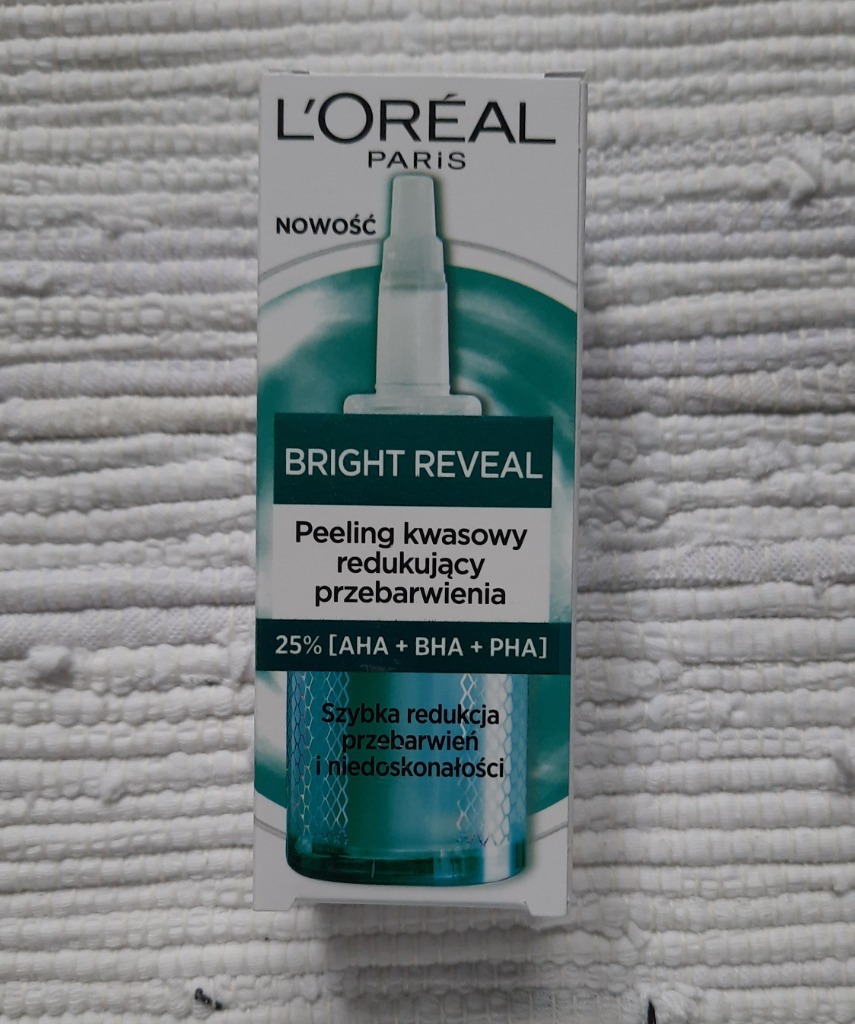 L'ORÉAL
PARIS
NOWOŚĆ
BRIGHT REVEAL
Peeling kwasowy
redukujący
przebarwienia
25% [AHA + BHA + PHA]
Szybka redukcja
przebarwień
i niedoskonałości